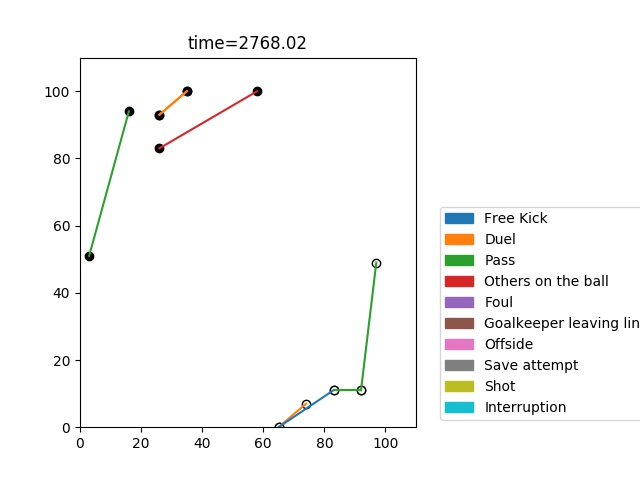 time=2768.02
100
80
60
40
20
0
0 20 40 60 80 100
Free Kick
Duel
Pass
Others on the ball
Foul
Goalkeeper leaving lin
Offside
Save attempt
Shot
Interruption